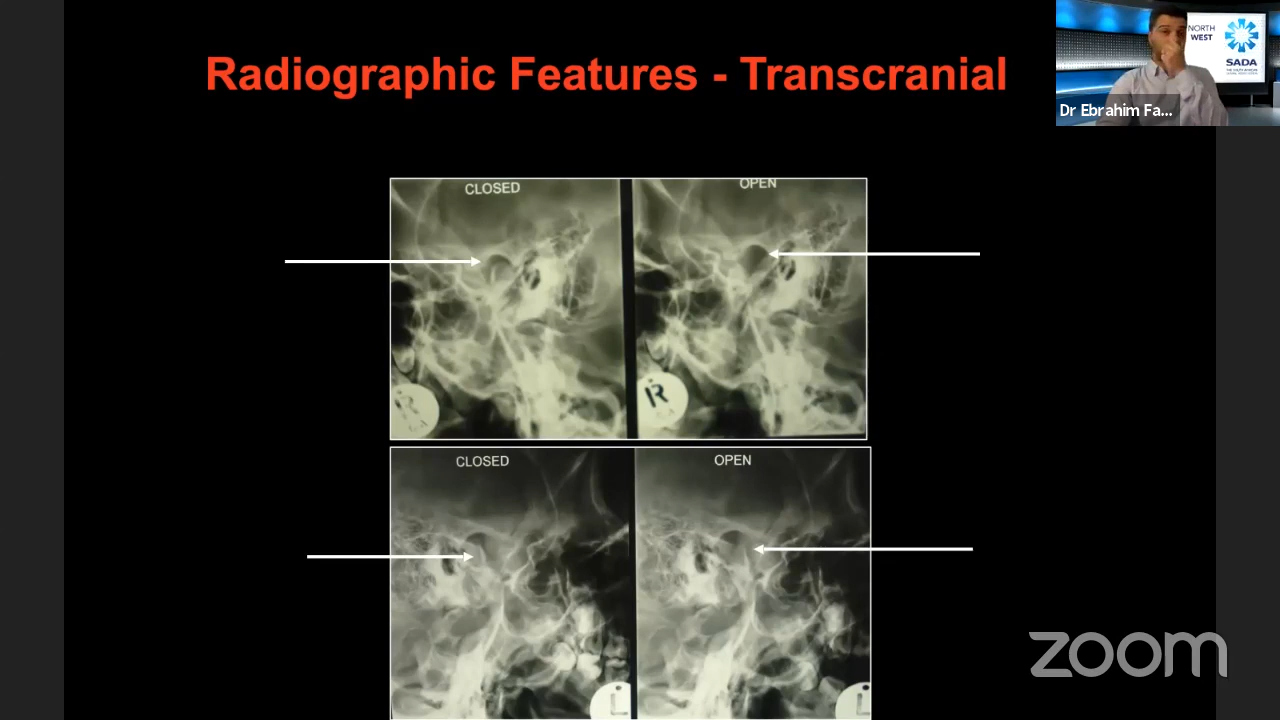 Radiographic Features - Transcranial
NORTH
WEST
SADA
Dr Ebrahim Fa...
CLOSED
OPEN
R
R
CLOSED
OPEN
L
L
zoom